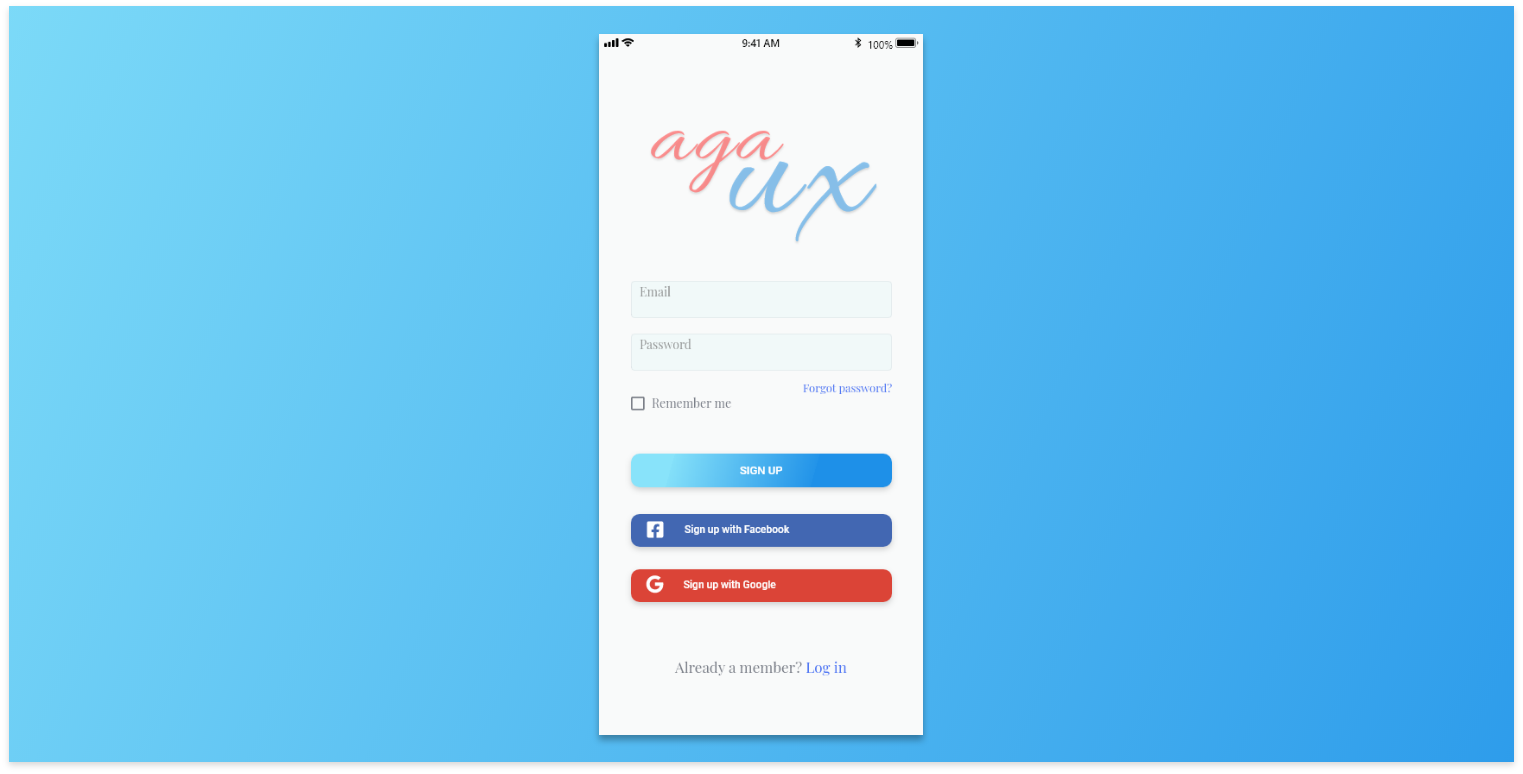 9:41 AM 100%
aga
ux
Email
Password
Forgot password?
Remember me
SIGN UP
Sign up with Facebook
Sign up with Google
Already a member? Log in